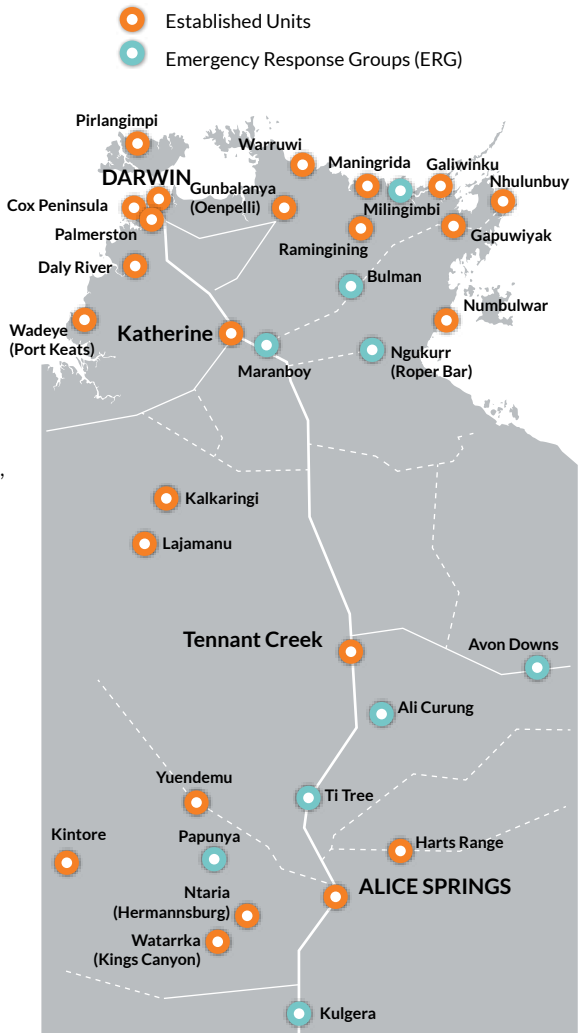 Established Units
Emergency Response Groups (ERG)
Pirlangimpi
Warruwi
Maningrida
Galiwinku
DARWIN
Gunbalanya
(Oenpelli)
Nhulunbuy
Cox Peninsula
Milingimbi
Palmerston
Ramingining
Gapuwiyak
Daly River
Bulman
Numbulwar
Wadeye
(Port Keats)
Katherine
Maranboy
Ngukurr
(Roper Bar)
,
Kalkaringi
Lajamanu
Tennant Creek
Avon Downs
Ali Curung
Yuendemu
Ti Tree
Kintore
Papunya
Harts Range
Ntaria
(Hermannsburg)
ALICE SPRINGS
Watarrka
(Kings Canyon)
Kulgera